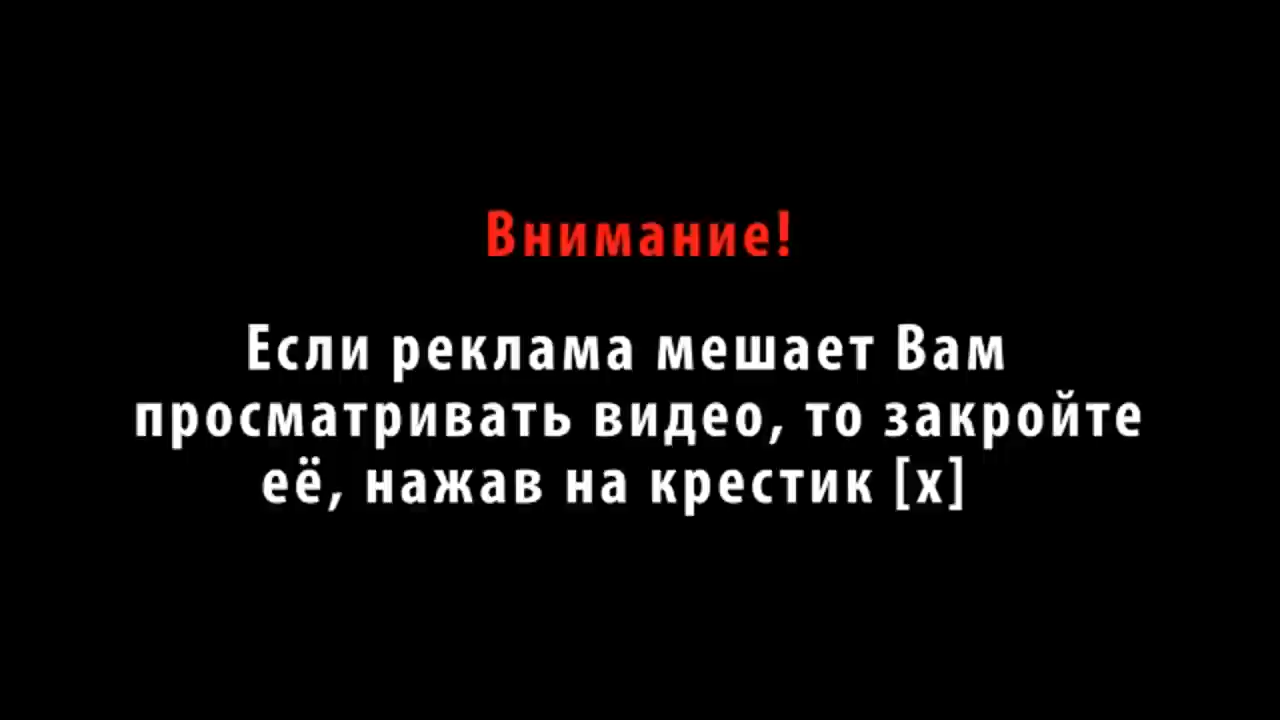 Внимание!
Если реклама мешает Вам
просматривать видео, то закройте
её, нажав на крестик [x]